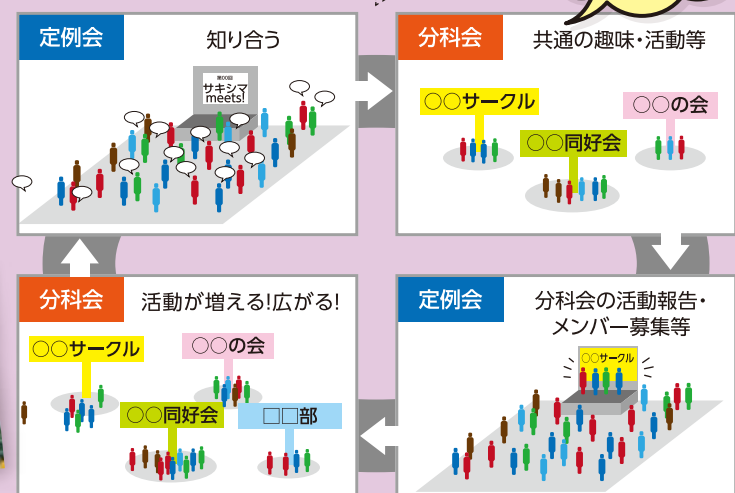 定例会
知り合う
第00回
サキシマ
meets!
分科会
共通の趣味・活動等
○○サークル
○○の会
○○同好会
定例会
分科会の活動報告・
メンバー募集等
○○サークル
分科会
活動が増える!広がる!
○○サークル
○○の会
○○同好会
□□部